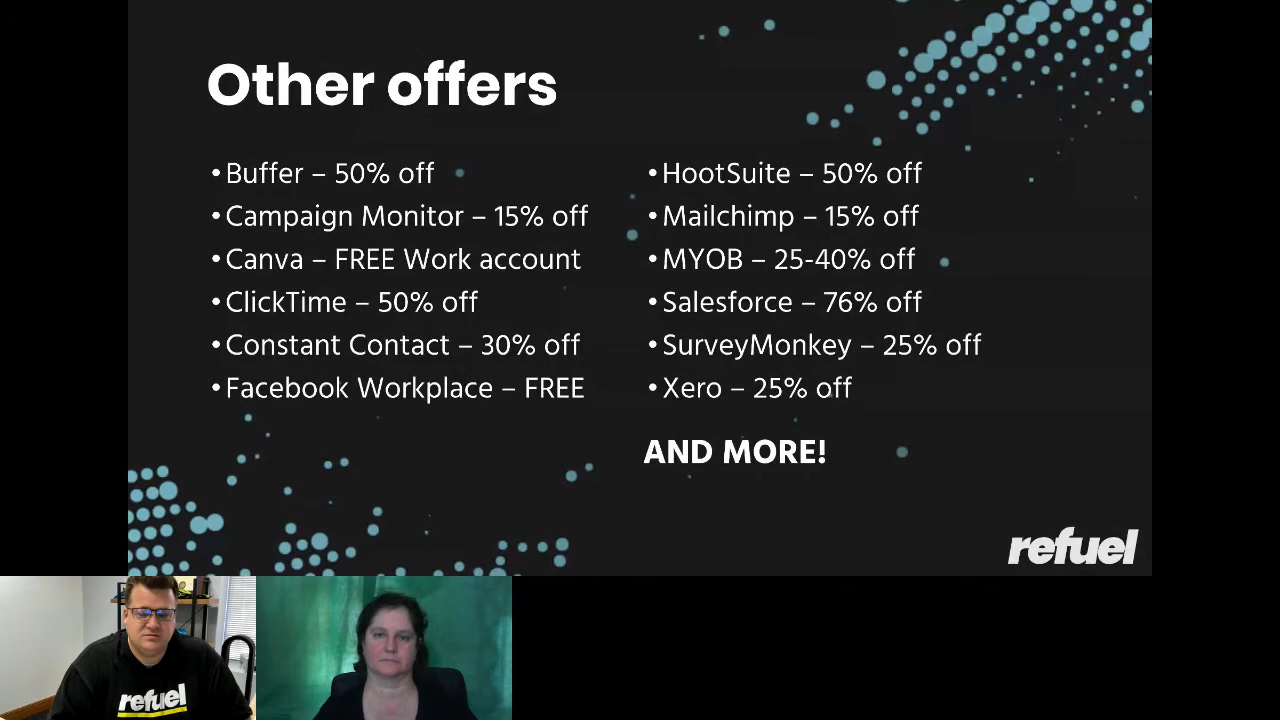 Other offers
• Buffer – 50% off
• Campaign Monitor – 15% off
• Canva – FREE Work account
• ClickTime – 50% off
• Constant Contact – 30% off
• Facebook Workplace – FREE
• HootSuite – 50% off
• Mailchimp – 15% off
• MYOB – 25-40% off
• Salesforce – 76% off
• SurveyMonkey – 25% off
• Xero – 25% off
AND MORE!
refuel
refuel